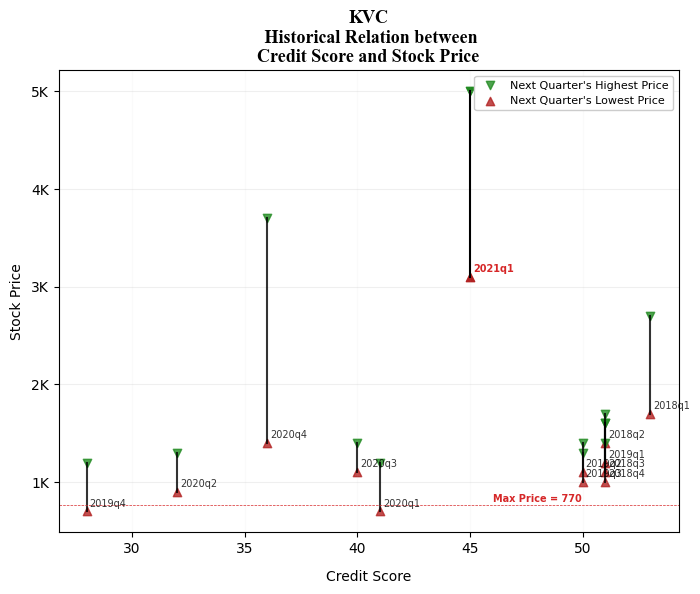 KVC
Historical Relation between
Credit Score and Stock Price
Next Quarter's Highest Price
Next Quarter's Lowest Price
5K
4K
3K
2K
1K
Stock Price
2021q1
2018q1
2020q4
2018q2
2019q1
2020q3
2018q3
2018q4
2020q2
2019q4
2020q1
Max Price = 770
30
35
40
45
50
Credit Score